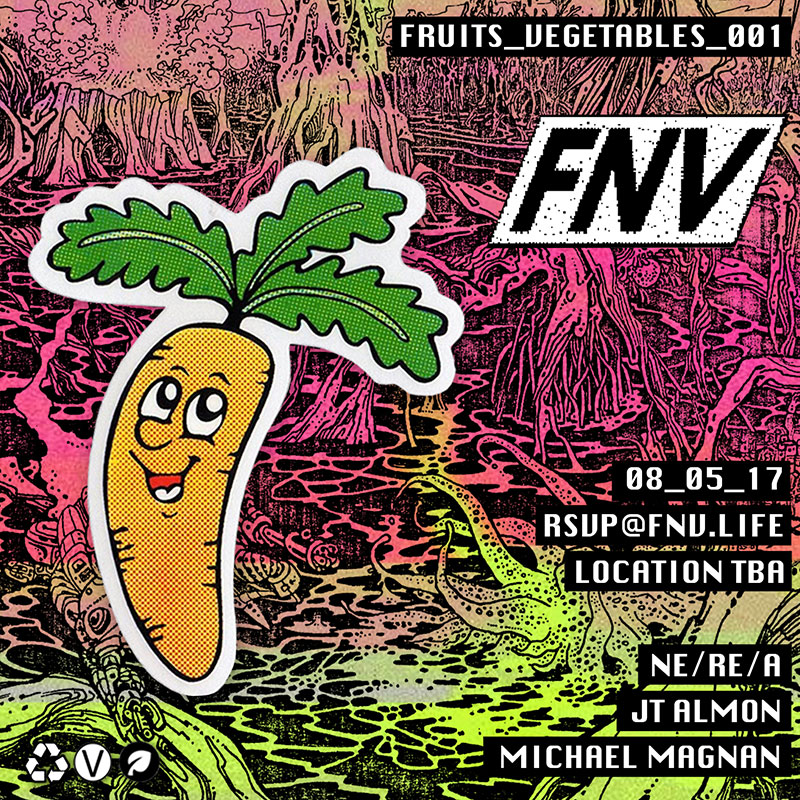 FRUITS_VEGETABLES_001
FNV
08_05_17
RSVP@FNV.LIFE
LOCATION TBA
NE/RE/A
JT ALMON
MICHAEL MAGNAN
V